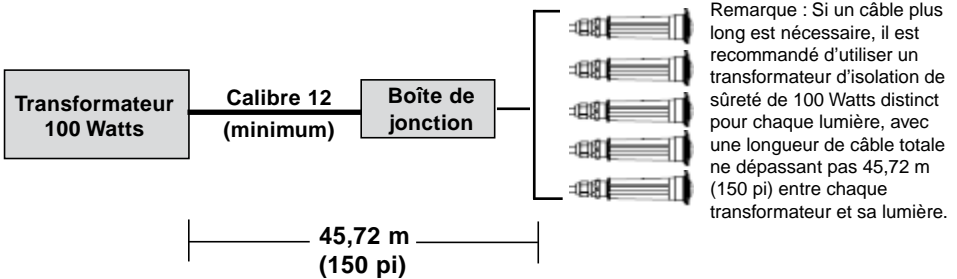 Transformateur
100 Watts
Calibre 12
(minimum)
Boîte de
jonction
45,72 m
(150 pi)
Remarque : Si un câble plus
long est nécessaire, il est
recommandé d'utiliser un
transformateur d'isolation de
sûreté de 100 Watts distinct
pour chaque lumière, avec
une longueur de câble totale
ne dépassant pas 45,72 m
(150 pi) entre chaque
transformateur et sa lumière.